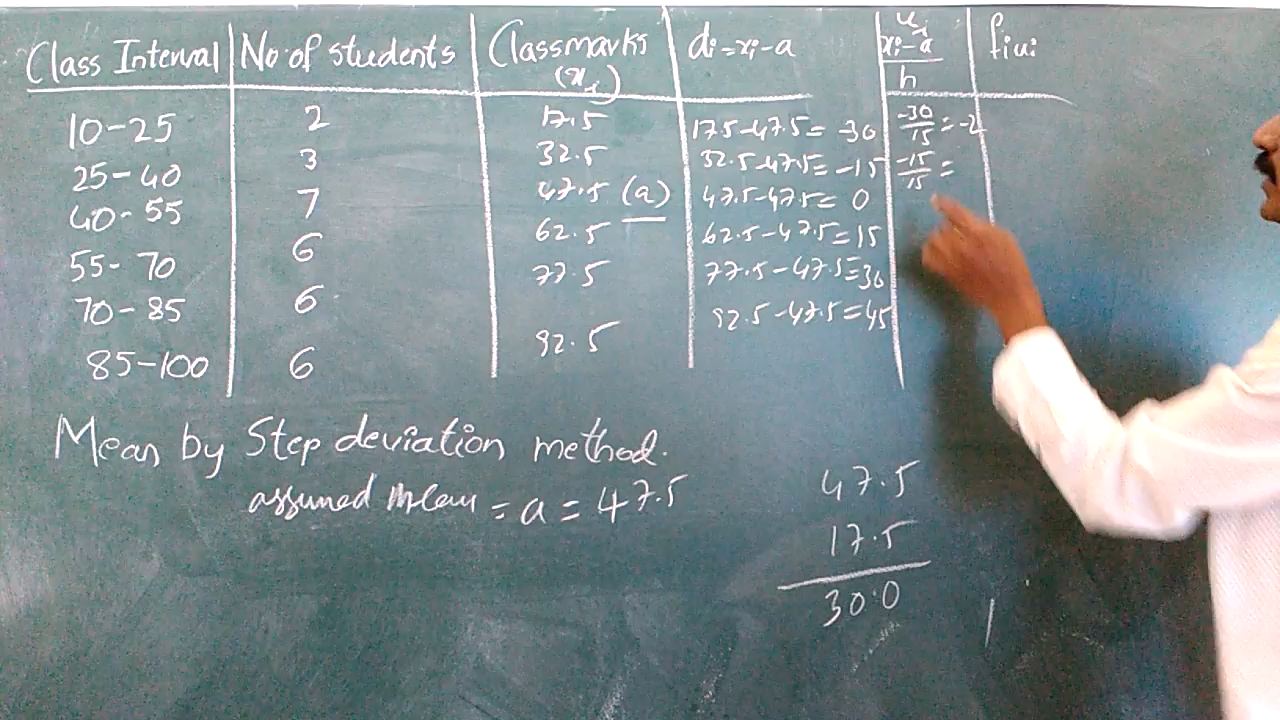 Class Interval No. of students Classmarks (xi) di = xi - a ui xi - a / h fiui
10-25 2 17.5 17.5-47.5= -30 -30/15 = -2
25-40 3 32.5 32.5-47.5= -15 -15/15 =
40-55 7 47.5 (a) 47.5-47.5= 0
55-70 6 62.5 62.5-47.5=15
70-85 6 77.5 77.5-47.5=30
85-100 6 92.5 92.5-47.5=45
Mean by Step deviation method.
assumed mean = a = 47.5
47.5
17.5
30.0